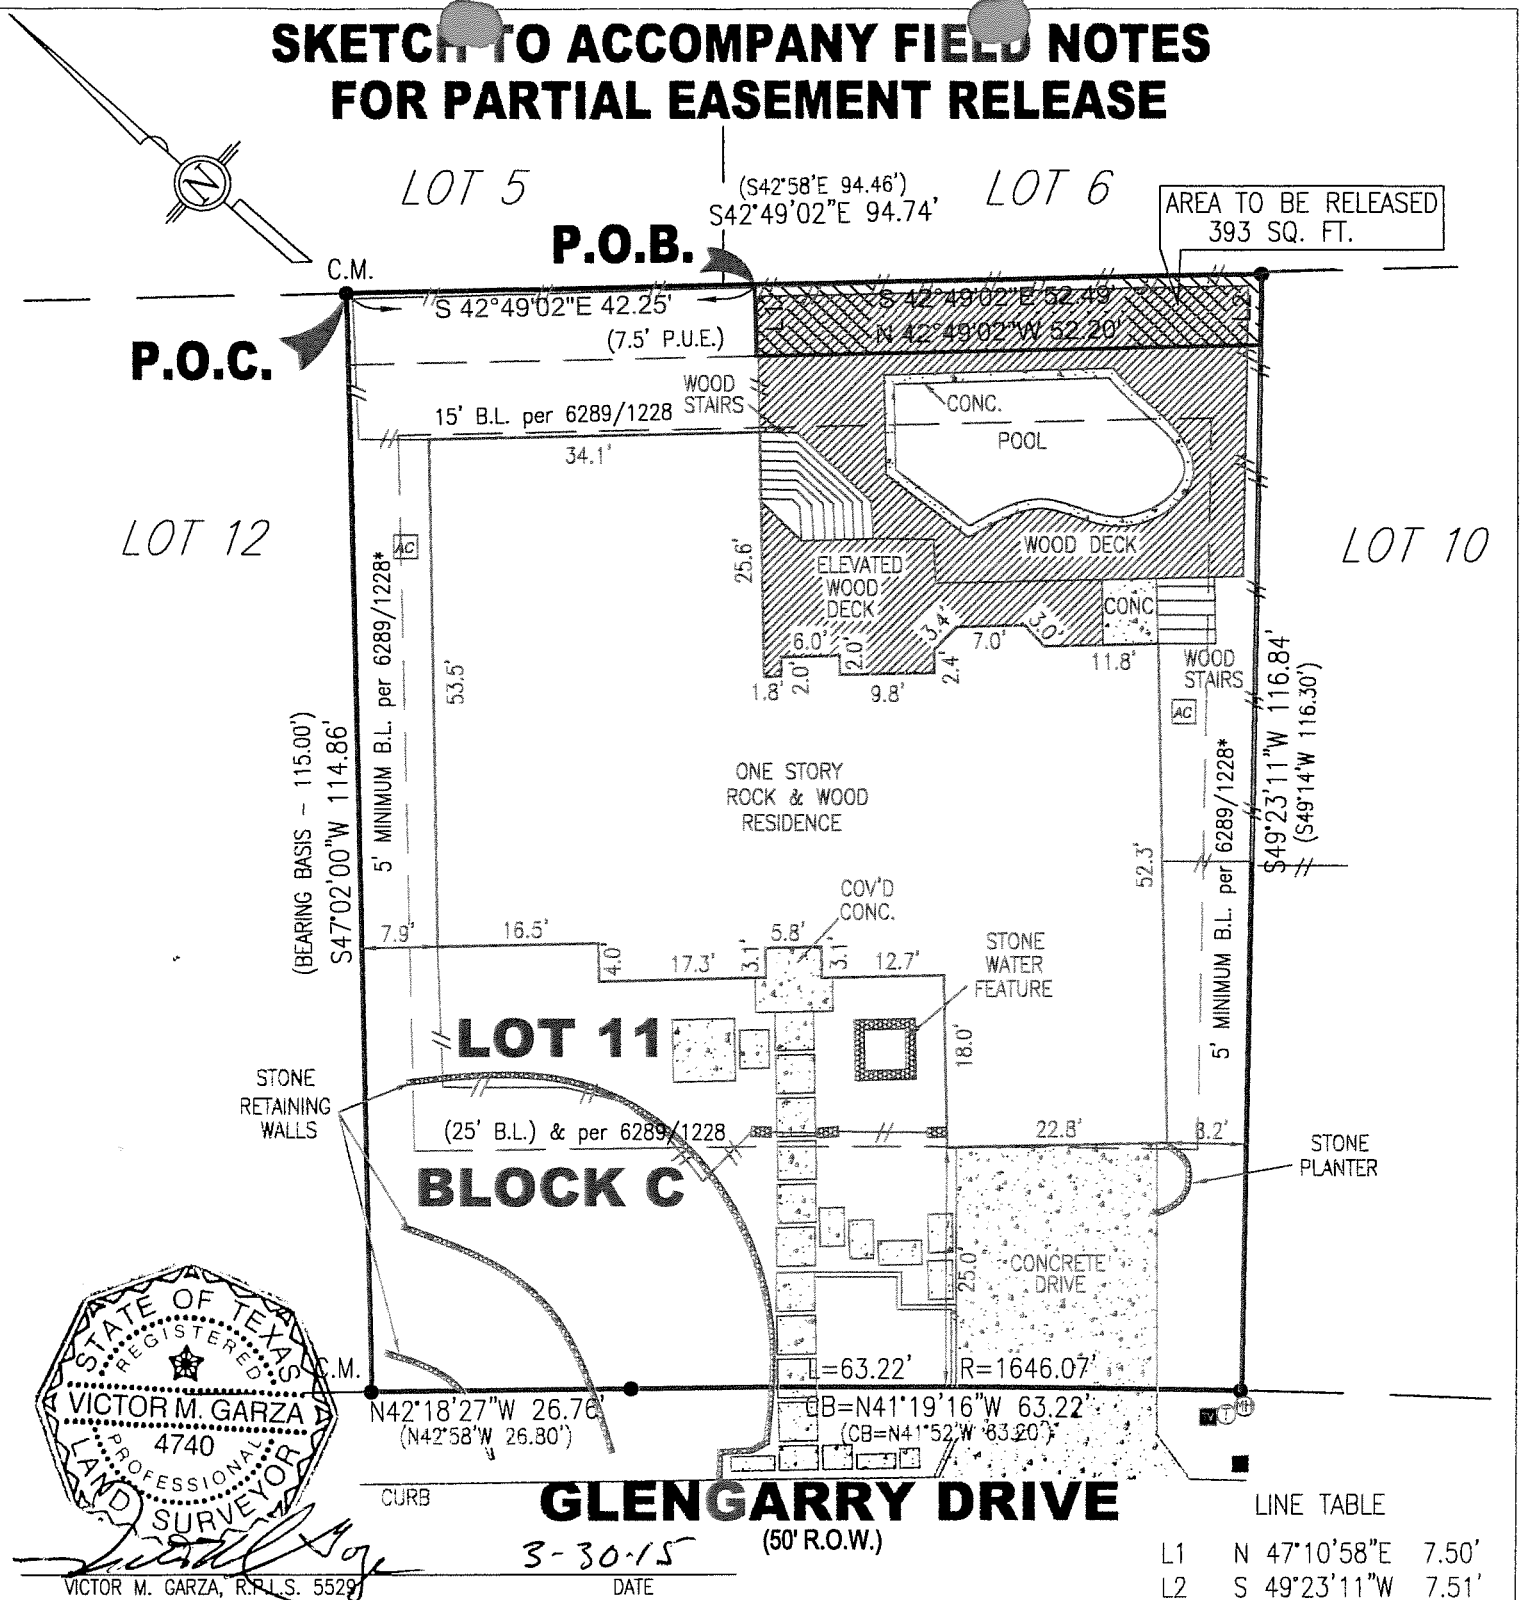 SKETCH TO ACCOMPANY FIELD NOTES
FOR PARTIAL EASEMENT RELEASE
N
LOT 5
(S42°58'E 94.46')
S42°49'02"E 94.74'
LOT 6
AREA TO BE RELEASED
393 SQ. FT.
P.O.B.
C.M.
P.O.C.
S 42°49'02"E 42.25'
S 42°49'02"E 52.49'
N 42°49'02"W 52.20'
(7.5' P.U.E.)
WOOD
STAIRS
15' B.L. per 6289/1228
34.1'
CONC.
POOL
LOT 12
LOT 10
AC
25.6'
WOOD DECK
ELEVATED
WOOD
DECK
CONC
5' MINIMUM B.L. per 6289/1228*
53.5'
6.0'
2.0'
2.0'
3.4'
7.0'
3.0'
2.4'
1.8'
9.8'
11.8'
WOOD
STAIRS
AC
S49°23'11"W 116.84'
(S49°14'W 116.30')
(BEARING BASIS - 115.00')
S47°02'00"W 114.86'
ONE STORY
ROCK & WOOD
RESIDENCE
5' MINIMUM B.L. per 6289/1228*
52.3'
COV'D
CONC.
7.9'
16.5'
4.0'
17.3'
3.1'
5.8'
3.1'
12.7'
STONE
WATER
FEATURE
LOT 11
18.0'
STONE
RETAINING
WALLS
(25' B.L.) & per 6289/1228
22.8'
8.2'
STONE
PLANTER
BLOCK C
CONCRETE
DRIVE
25.0'
C.M.
L=63.22'
R=1646.07'
N42°18'27"W 26.76'
(N42°58'W 26.80')
CB=N41°19'16"W 63.22'
(CB=N41°52'W 63.20')
TV
T
CURB
GLENGARRY DRIVE
(50' R.O.W.)
STATE OF TEXAS
REGISTERED
VICTOR M. GARZA
4740
PROFESSIONAL
LAND SURVEYOR
3-30-15
VICTOR M. GARZA, R.P.L.S. 5529
DATE
LINE TABLE
L1 N 47°10'58"E 7.50'
L2 S 49°23'11"W 7.51'